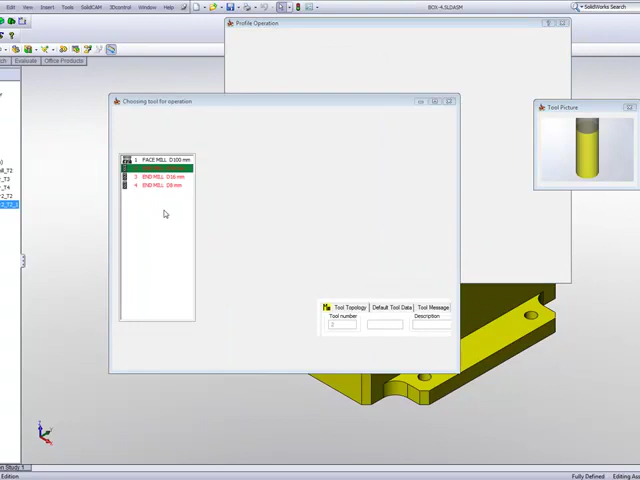 Edit View Insert Tools SolidCAM 3Dcontrol Window Help
BOX-4.SLDASM
SolidWorks Search
Evaluate Office Products
Profile Operation
Choosing tool for operation
Tool Picture
1 FACE MILL D100 mm
3 END MILL D16 mm
4 END MILL D8 mm
Tool Topology Default Tool Data Tool Message
Tool number Description
2
Fully Defined Editing Ass